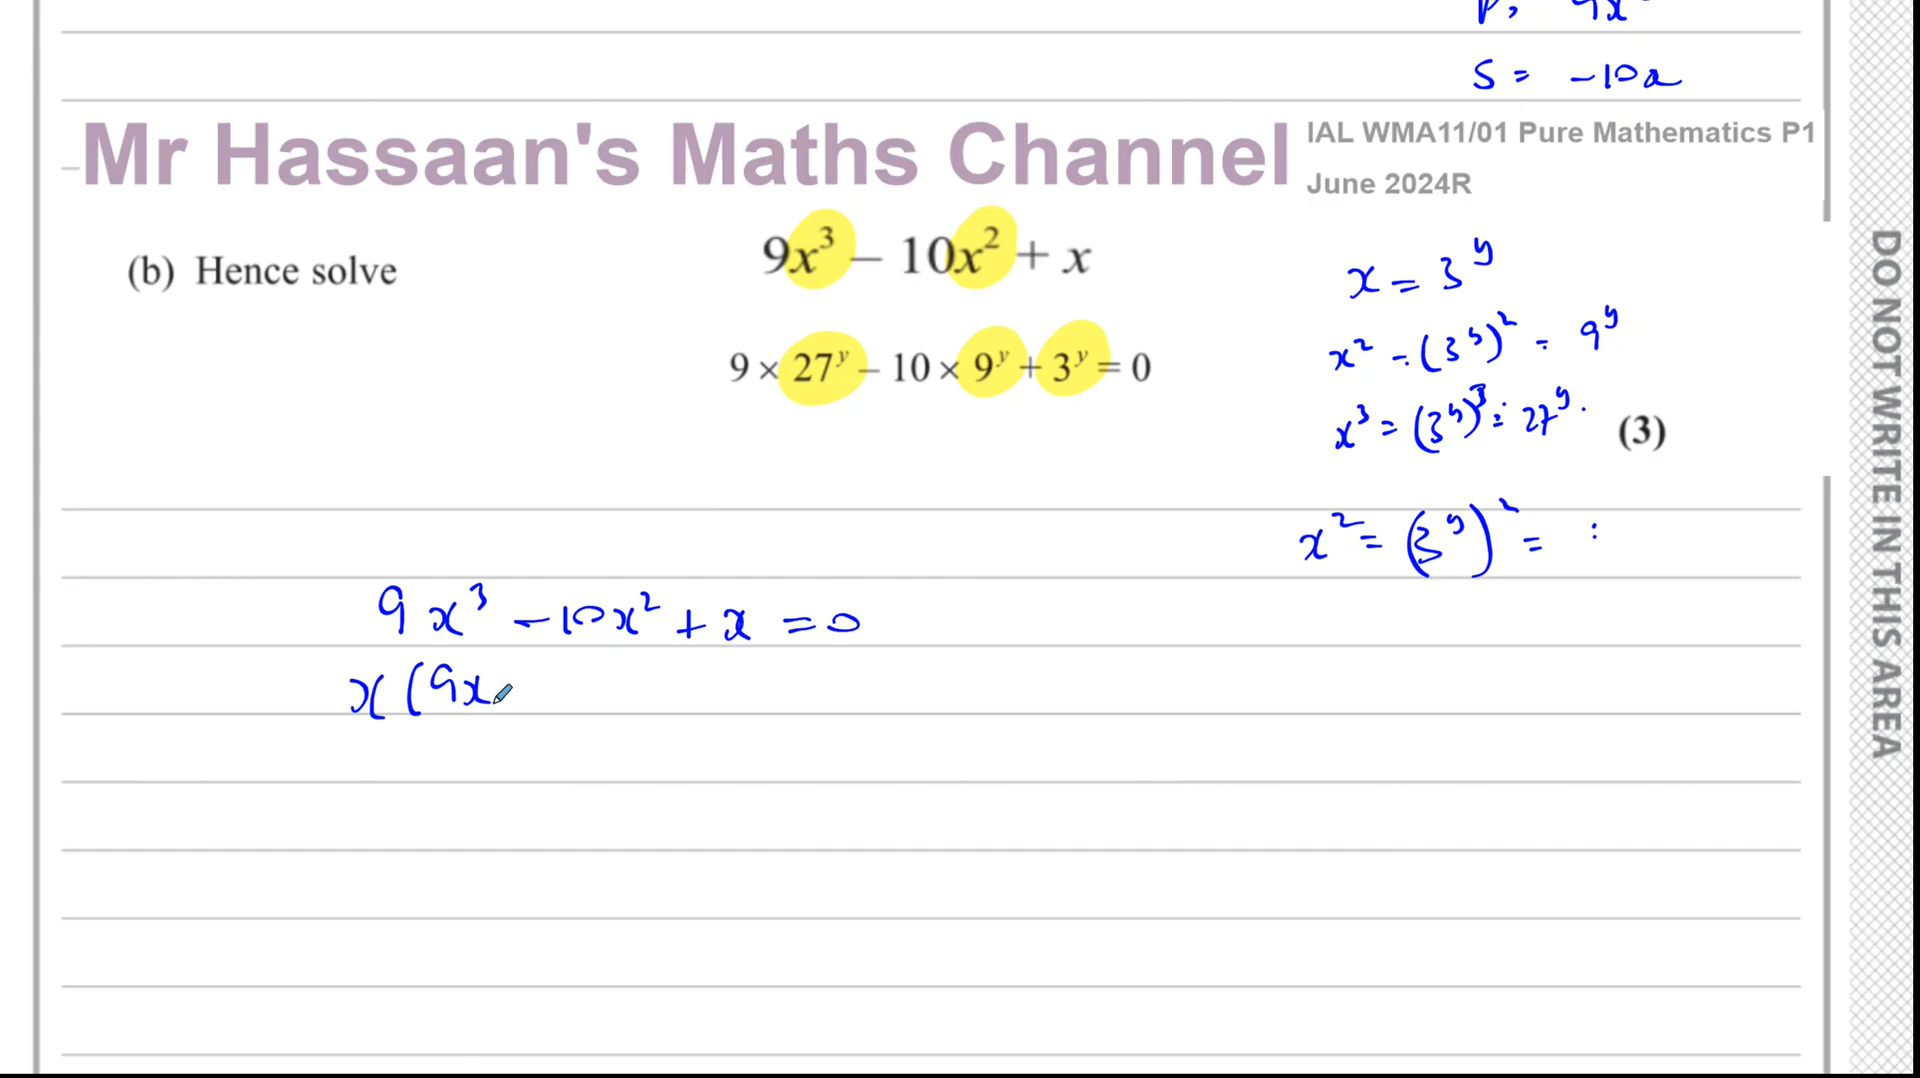 S = -10x
Mr Hassaan's Maths Channel
IAL WMA11/01 Pure Mathematics P1
June 2024R
(b) Hence solve
9x³ – 10x² + x
9 × 27ʸ – 10 × 9ʸ + 3ʸ = 0
x = 3ʸ
x² = (3ʸ)² = 9ʸ
x³ = (3ʸ)³ = 27ʸ.
(3)
x² = (3ʸ)² = :
9x³ - 10x² + x = 0
x (9x
DO NOT WRITE IN THIS AREA